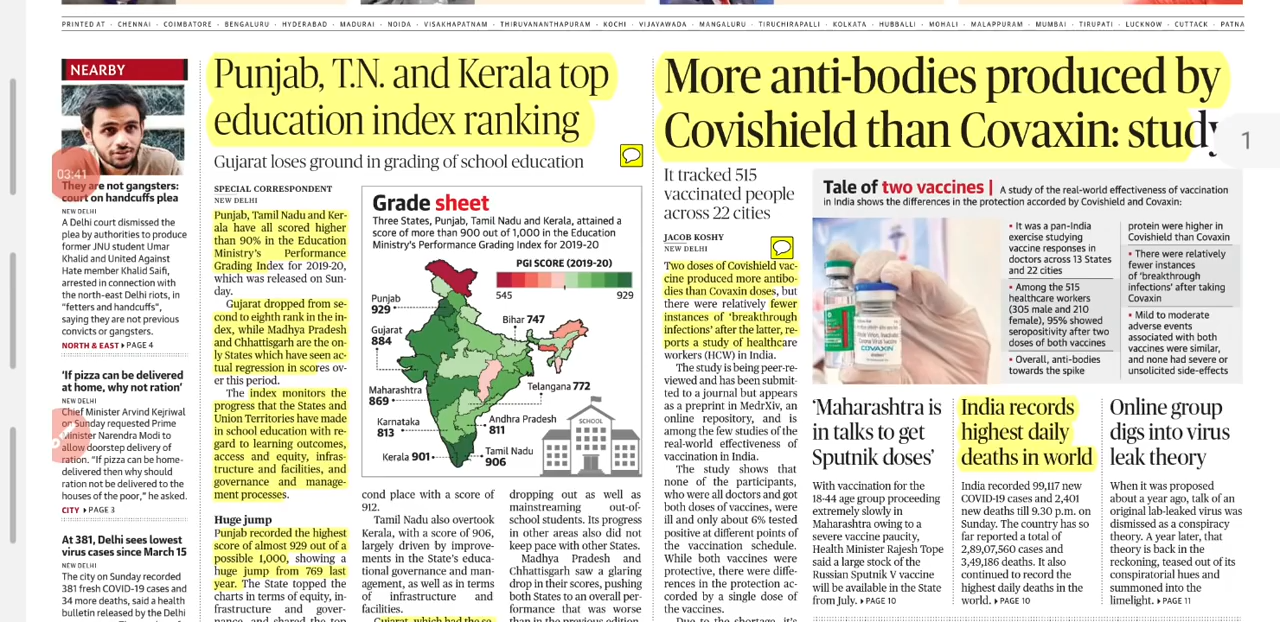 PRINTED AT · CHENNAI · COIMBATORE · BENGALURU · HYDERABAD · MADURAI · NOIDA · VISAKHAPATNAM · THIRUVANANTHAPURAM · KOCHI · VIJAYAWADA · MANGALURU · TIRUCHIRAPALLI · KOLKATA · HUBBALLI · MOHALI · MALAPPURAM · MUMBAI · TIRUPATI · LUCKNOW · CUTTACK · PATNA
NEARBY
03:41
They are not gangsters:
court on handcuffs plea
NEW DELHI
A Delhi court dismissed the
plea by authorities to produce
former JNU student Umar
Khalid and United Against
Hate member Khalid Saifi,
arrested in connection with
the north-east Delhi riots, in
"fetters and handcuffs",
saying they are not previous
convicts or gangsters.
NORTH & EAST ▸ PAGE 4
'If pizza can be delivered
at home, why not ration'
NEW DELHI
Chief Minister Arvind Kejriwal
on Sunday requested Prime
Minister Narendra Modi to
allow doorstep delivery of
ration. "If pizza can be home-
delivered then why should
ration not be delivered to the
houses of the poor," he asked.
CITY ▸ PAGE 3
At 381, Delhi sees lowest
virus cases since March 15
NEW DELHI
The city on Sunday recorded
381 fresh COVID-19 cases and
34 more deaths, said a health
bulletin released by the Delhi
Punjab, T.N. and Kerala top
education index ranking
Gujarat loses ground in grading of school education
SPECIAL CORRESPONDENT
NEW DELHI
Punjab, Tamil Nadu and Ker-
ala have all scored higher
than 90% in the Education
Ministry's Performance
Grading Index for 2019-20,
which was released on Sun-
day.
Gujarat dropped from se-
cond to eighth rank in the in-
dex, while Madhya Pradesh
and Chhattisgarh are the on-
ly States which have seen ac-
tual regression in scores ov-
er this period.
The index monitors the
progress that the States and
Union Territories have made
in school education with re-
gard to learning outcomes,
access and equity, infras-
tructure and facilities, and
governance and manage-
ment processes.
Huge jump
Punjab recorded the highest
score of almost 929 out of a
possible 1,000, showing a
huge jump from 769 last
year. The State topped the
charts in terms of equity, in-
frastructure and gover-
nance, and shared the top
Grade sheet
Three States, Punjab, Tamil Nadu and Kerala, attained a
score of more than 900 out of 1,000 in the Education
Ministry's Performance Grading Index for 2019-20
PGI SCORE (2019-20)
545 929
Punjab
929
Gujarat
884
Bihar 747
Maharashtra
869
Telangana 772
Karnataka
813
Andhra Pradesh
811
Kerala 901
Tamil Nadu
906
SCHOOL
cond place with a score of
912.
Tamil Nadu also overtook
Kerala, with a score of 906,
largely driven by improve-
ments in the State's educa-
tional governance and man-
agement, as well as in terms
of infrastructure and
facilities.
Gujarat, which had the se-
dropping out as well as
mainstreaming out-of-
school students. Its progress
in other areas also did not
keep pace with other States.
Madhya Pradesh and
Chhattisgarh saw a glaring
drop in their scores, pushing
both States to an overall per-
formance that was worse
than in the previous edition.
More anti-bodies produced by
Covishield than Covaxin: study
1
It tracked 515
vaccinated people
across 22 cities
JACOB KOSHY
NEW DELHI
Two doses of Covishield vac-
cine produced more antibo-
dies than Covaxin doses, but
there were relatively fewer
instances of 'breakthrough
infections' after the latter, re-
ports a study of healthcare
workers (HCW) in India.
The study is being peer-re-
viewed and has been submit-
ted to a journal but appears
as a preprint in MedrXiv, an
online repository, and is
among the few studies of the
real-world effectiveness of
vaccination in India.
The study shows that
none of the participants,
who were all doctors and got
both doses of vaccines, were
ill and only about 6% tested
positive at different points of
the vaccination schedule.
While both vaccines were
protective, there were diffe-
rences in the protection ac-
corded by a single dose of
the vaccines.
Due to the shortage, it's
Tale of two vaccines | A study of the real-world effectiveness of vaccination
in India shows the differences in the protection accorded by Covishield and Covaxin:
COVAXIN
• It was a pan-India
exercise studying
vaccine responses in
doctors across 13 States
and 22 cities
• Among the 515
healthcare workers
(305 male and 210
female), 95% showed
seropositivity after two
doses of both vaccines
• Overall, anti-bodies
towards the spike
protein were higher in
Covishield than Covaxin
• There were relatively
fewer instances
of 'breakthrough
infections' after taking
Covaxin
• Mild to moderate
adverse events
associated with both
vaccines were similar,
and none had severe or
unsolicited side-effects
'Maharashtra is
in talks to get
Sputnik doses'
With vaccination for the
18-44 age group proceeding
extremely slowly in
Maharashtra owing to a
severe vaccine paucity,
Health Minister Rajesh Tope
said a large stock of the
Russian Sputnik V vaccine
will be available in the State
from July. ▸ PAGE 10
India records
highest daily
deaths in world
India recorded 99,117 new
COVID-19 cases and 2,401
new deaths till 9.30 p.m. on
Sunday. The country has so
far reported a total of
2,89,07,560 cases and
3,49,186 deaths. It also
continued to record the
highest daily deaths in the
world. ▸ PAGE 10
Online group
digs into virus
leak theory
When it was proposed
about a year ago, talk of an
original lab-leaked virus was
dismissed as a conspiracy
theory. A year later, that
theory is back in the
reckoning, teased out of its
conspiratorial hues and
summoned into the
limelight. ▸ PAGE 11